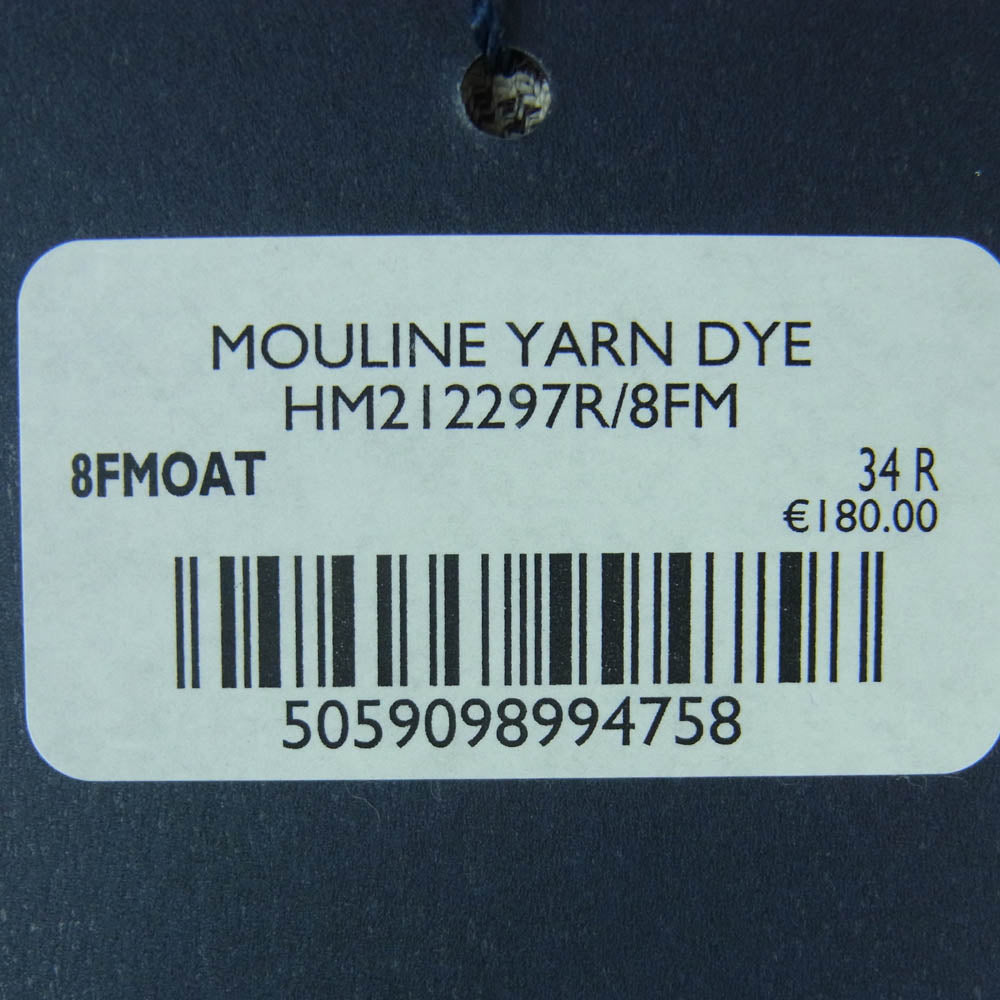 MOULINE YARN DYE
HM212297R/8FM
8FMOAT 34 R
€180.00
5059098994758